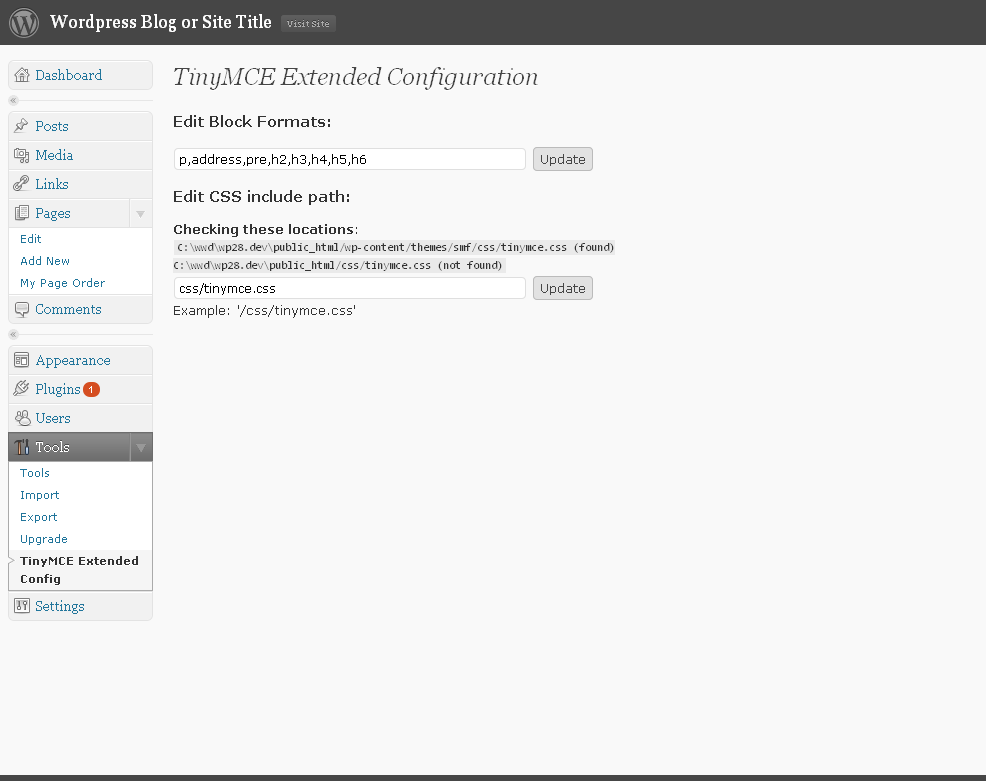 Wordpress Blog or Site Title Visit Site
Dashboard
Posts
Media
Links
Pages
Edit
Add New
My Page Order
Comments
Appearance
Plugins 1
Users
Tools
Tools
Import
Export
Upgrade
TinyMCE Extended
Config
Settings
TinyMCE Extended Configuration
Edit Block Formats:
p,address,pre,h2,h3,h4,h5,h6 Update
Edit CSS include path:
Checking these locations:
C:\wwd\wp28.dev\public_html/wp-content/themes/smf/css/tinymce.css (found)
C:\wwd\wp28.dev\public_html/css/tinymce.css (not found)
css/tinymce.css Update
Example: '/css/tinymce.css'